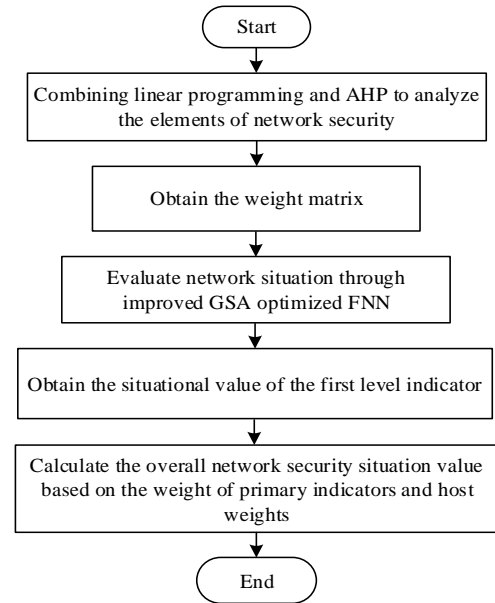 Start
Combining linear programming and AHP to analyze
the elements of network security
Obtain the weight matrix
Evaluate network situation through
improved GSA optimized FNN
Obtain the situational value of the first level indicator
Calculate the overall network security situation value
based on the weight of primary indicators and host
weights
End